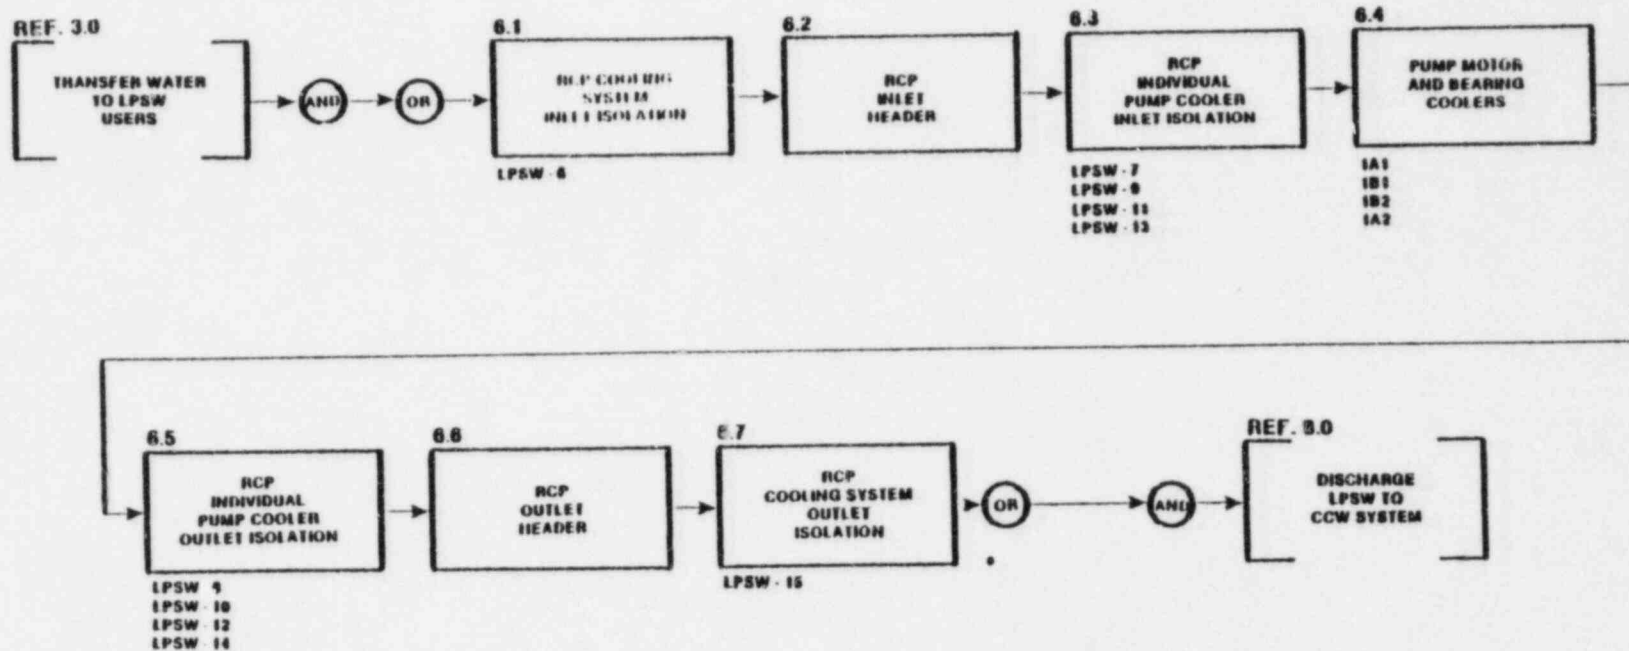 REF. 3.0
TRANSFER WATER
TO LPSW
USERS
AND
OR
6.1
RCP COOLING
SYSTEM
INLET ISOLATION
LPSW - 6
6.2
RCP
INLET
HEADER
6.3
RCP
INDIVIDUAL
PUMP COOLER
INLET ISOLATION
LPSW - 7
LPSW - 9
LPSW - 11
LPSW - 13
6.4
PUMP MOTOR
AND BEARING
COOLERS
1A1
1B1
1B2
1A2
6.5
RCP
INDIVIDUAL
PUMP COOLER
OUTLET ISOLATION
LPSW
LPSW - 10
LPSW - 12
LPSW - 14
6.6
RCP
OUTLET
HEADER
6.7
RCP
COOLING SYSTEM
OUTLET
ISOLATION
LPSW - 15
OR
AND
REF.
DISCHARGE
LPSW TO
CCW SYSTEM